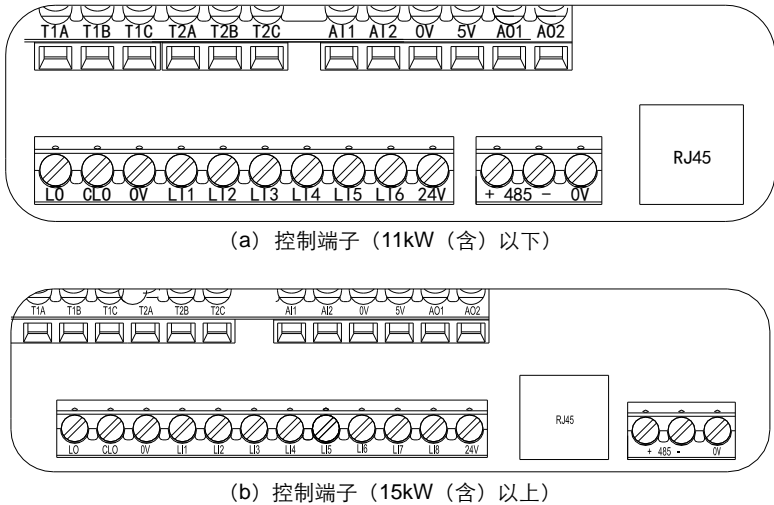 T1A T1B T1C T2A T2B T2C AI1 AI2 0V 5V AO1 AO2
RJ45
LO CLO 0V LI1 LI2 LI3 LI4 LI5 LI6 24V + 485 - 0V
(a) 控制端子（11kW（含）以下）
T1A T1B T1C T2A T2B T2C AI1 AI2 0V 5V AO1 AO2
RJ45
LO CLO 0V LI1 LI2 LI3 LI4 LI5 LI6 LI7 LI8 24V + 485 - 0V
(b) 控制端子（15kW（含）以上）